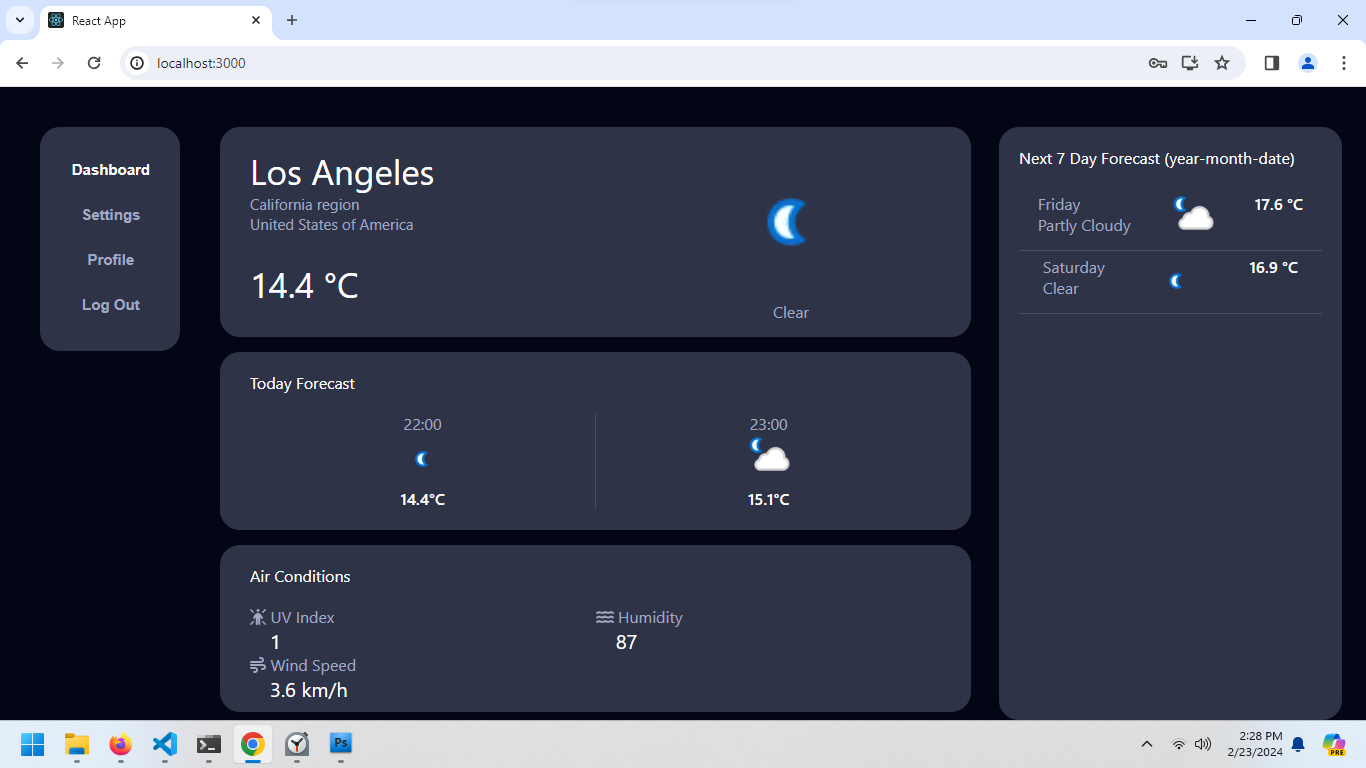 React App
localhost:3000
Dashboard
Settings
Profile
Log Out
Los Angeles
California region
United States of America
14.4 °C
Clear
Today Forecast
22:00
14.4°C
23:00
15.1°C
Air Conditions
UV Index
1
Humidity
87
Wind Speed
3.6 km/h
Next 7 Day Forecast (year-month-date)
Friday
Partly Cloudy
17.6 °C
Saturday
Clear
16.9 °C
Ps
2:28 PM
2/23/2024
PRE